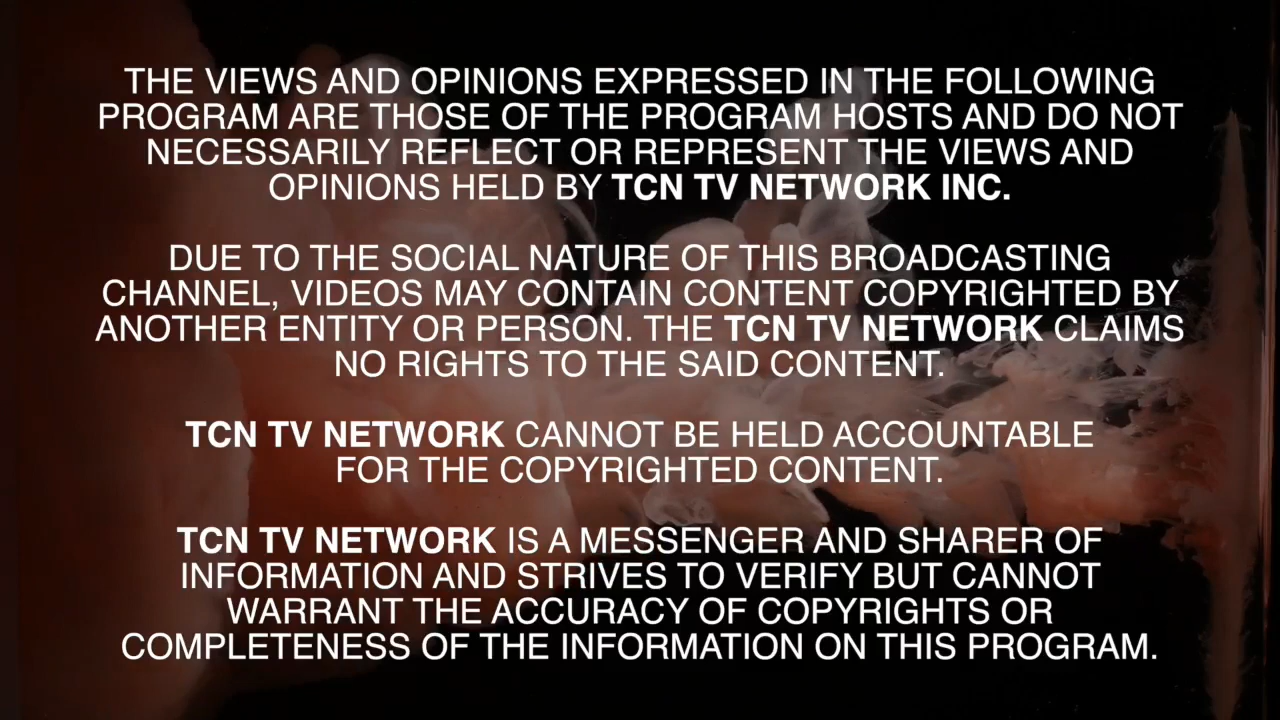 THE VIEWS AND OPINIONS EXPRESSED IN THE FOLLOWING
PROGRAM ARE THOSE OF THE PROGRAM HOSTS AND DO NOT
NECESSARILY REFLECT OR REPRESENT THE VIEWS AND
OPINIONS HELD BY TCN TV NETWORK INC.
DUE TO THE SOCIAL NATURE OF THIS BROADCASTING
CHANNEL, VIDEOS MAY CONTAIN CONTENT COPYRIGHTED BY
ANOTHER ENTITY OR PERSON. THE TCN TV NETWORK CLAIMS
NO RIGHTS TO THE SAID CONTENT.
TCN TV NETWORK CANNOT BE HELD ACCOUNTABLE
FOR THE COPYRIGHTED CONTENT.
TCN TV NETWORK IS A MESSENGER AND SHARER OF
INFORMATION AND STRIVES TO VERIFY BUT CANNOT
WARRANT THE ACCURACY OF COPYRIGHTS OR
COMPLETENESS OF THE INFORMATION ON THIS PROGRAM.